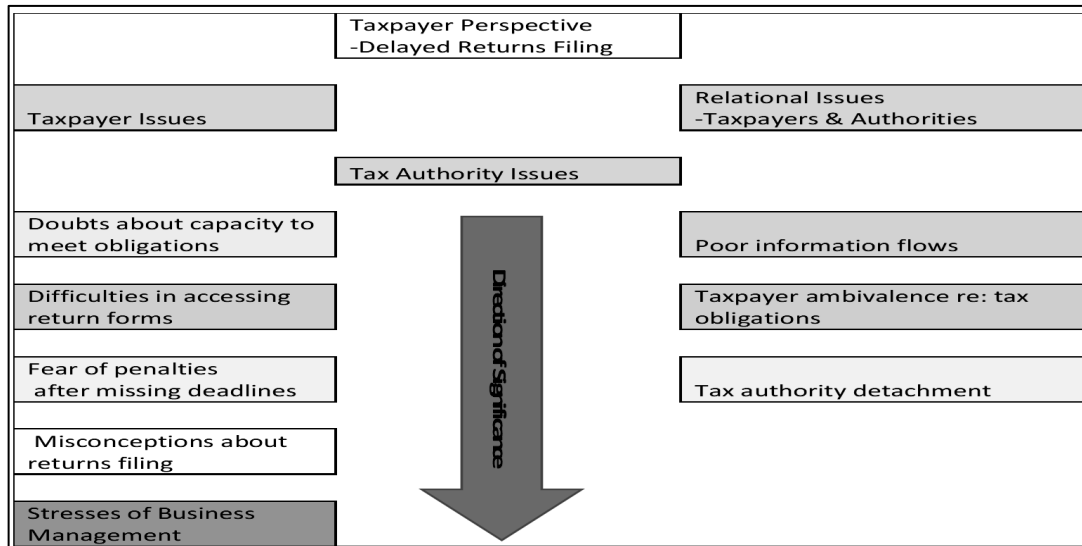 Taxpayer Perspective
-Delayed Returns Filing
Taxpayer Issues
Relational Issues
-Taxpayers & Authorities
Tax Authority Issues
Doubts about capacity to
meet obligations
Poor information flows
Difficulties in accessing
return forms
Taxpayer ambivalence re: tax
obligations
Fear of penalties
after missing deadlines
Tax authority detachment
Misconceptions about
returns filing
Stresses of Business
Management
Direction of Significance